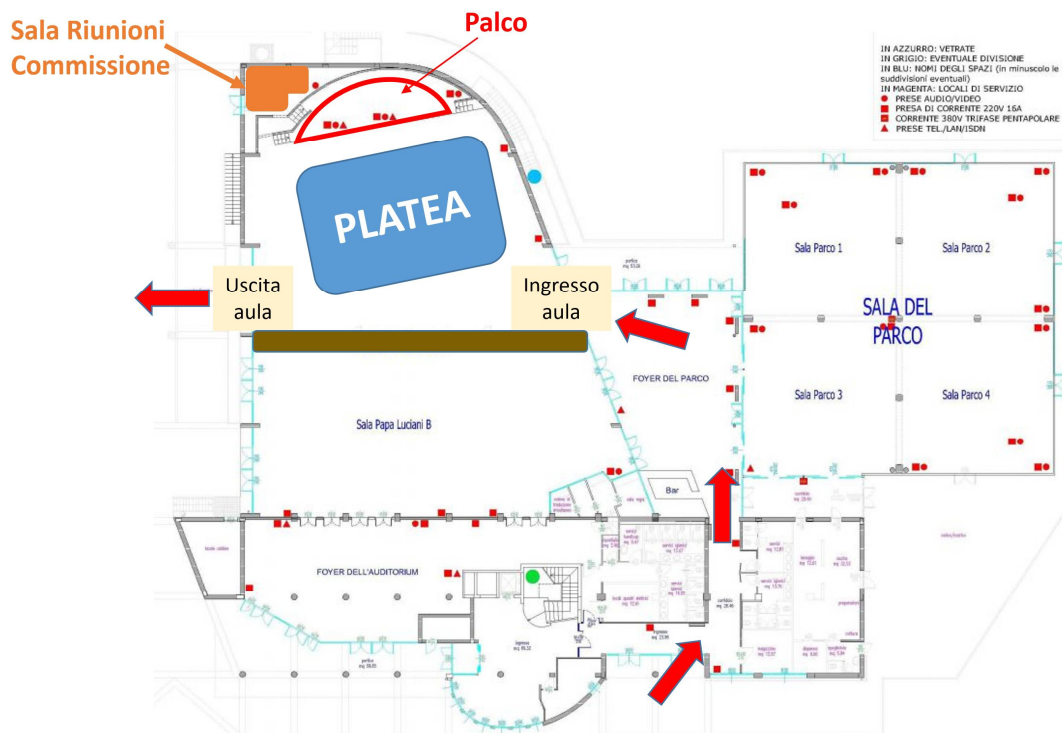 Palco
Sala Riunioni
Commissione
IN AZZURRO: VETRATE
IN GRIGIO: EVENTUALE DIVISIONE
IN BLU: NOMI DEGLI SPAZI (in minuscolo le
suddivisioni eventuali)
IN MAGENTA: LOCALI DI SERVIZIO
PRESE AUDIO/VIDEO
PRESA DI CORRENTE 220V 16A
CORRENTE 380V TRIFASE PENTAPOLARE
PRESE TEL./LAN/ISDN
PLATEA
Sala Parco 1
Sala Parco 2
Uscita
aula
Ingresso
aula
SALA DEL
PARCO
FOYER DEL PARCO
Sala Parco 3
Sala Parco 4
Sala Papa Luciani B
Bar
FOYER DELL'AUDITORIUM